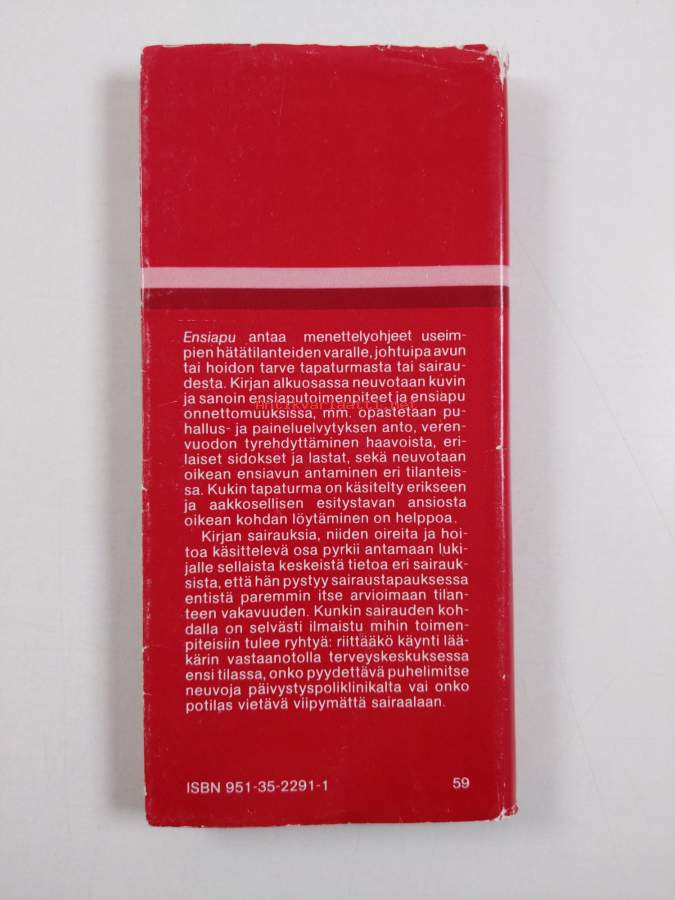 Ensiapu antaa menettelyohjeet useim-
pien hätätilanteiden varalle, johtuipa avun
tai hoidon tarve tapaturmasta tai sairau-
desta. Kirjan alkuosassa neuvotaan kuvin
ja sanoin ensiaputoimenpiteet ja ensiapu
Antikvariaatti.net
onnettomuuksissa, mm. opastetaan pu-
hallus- ja paineluelvytyksen anto, veren-
vuodon tyrehdyttäminen haavoista, eri-
laiset sidokset ja lastat, sekä neuvotaan
oikean ensiavun antaminen eri tilanteis-
sa. Kukin tapaturma on käsitelty erikseen
ja aakkosellisen esitystavan ansiosta
oikean kohdan löytäminen on helppoa.
Kirjan sairauksia, niiden oireita ja hoi-
toa käsittelevä osa pyrkii antamaan luki-
jalle sellaista keskeistä tietoa eri sairauk-
sista, että hän pystyy sairaustapauksessa
entistä paremmin itse arvioimaan tilan-
teen vakavuuden. Kunkin sairauden koh-
dalla on selvästi ilmaistu mihin toimen-
piteisiin tulee ryhtyä: riittääkö käynti lää-
kärin vastaanotolla terveyskeskuksessa
ensi tilassa, onko pyydettävä puhelimitse
neuvoja päivystyspoliklinikalta vai onko
potilas vietävä viipymättä sairaalaan.
ISBN 951-35-2291-1 59